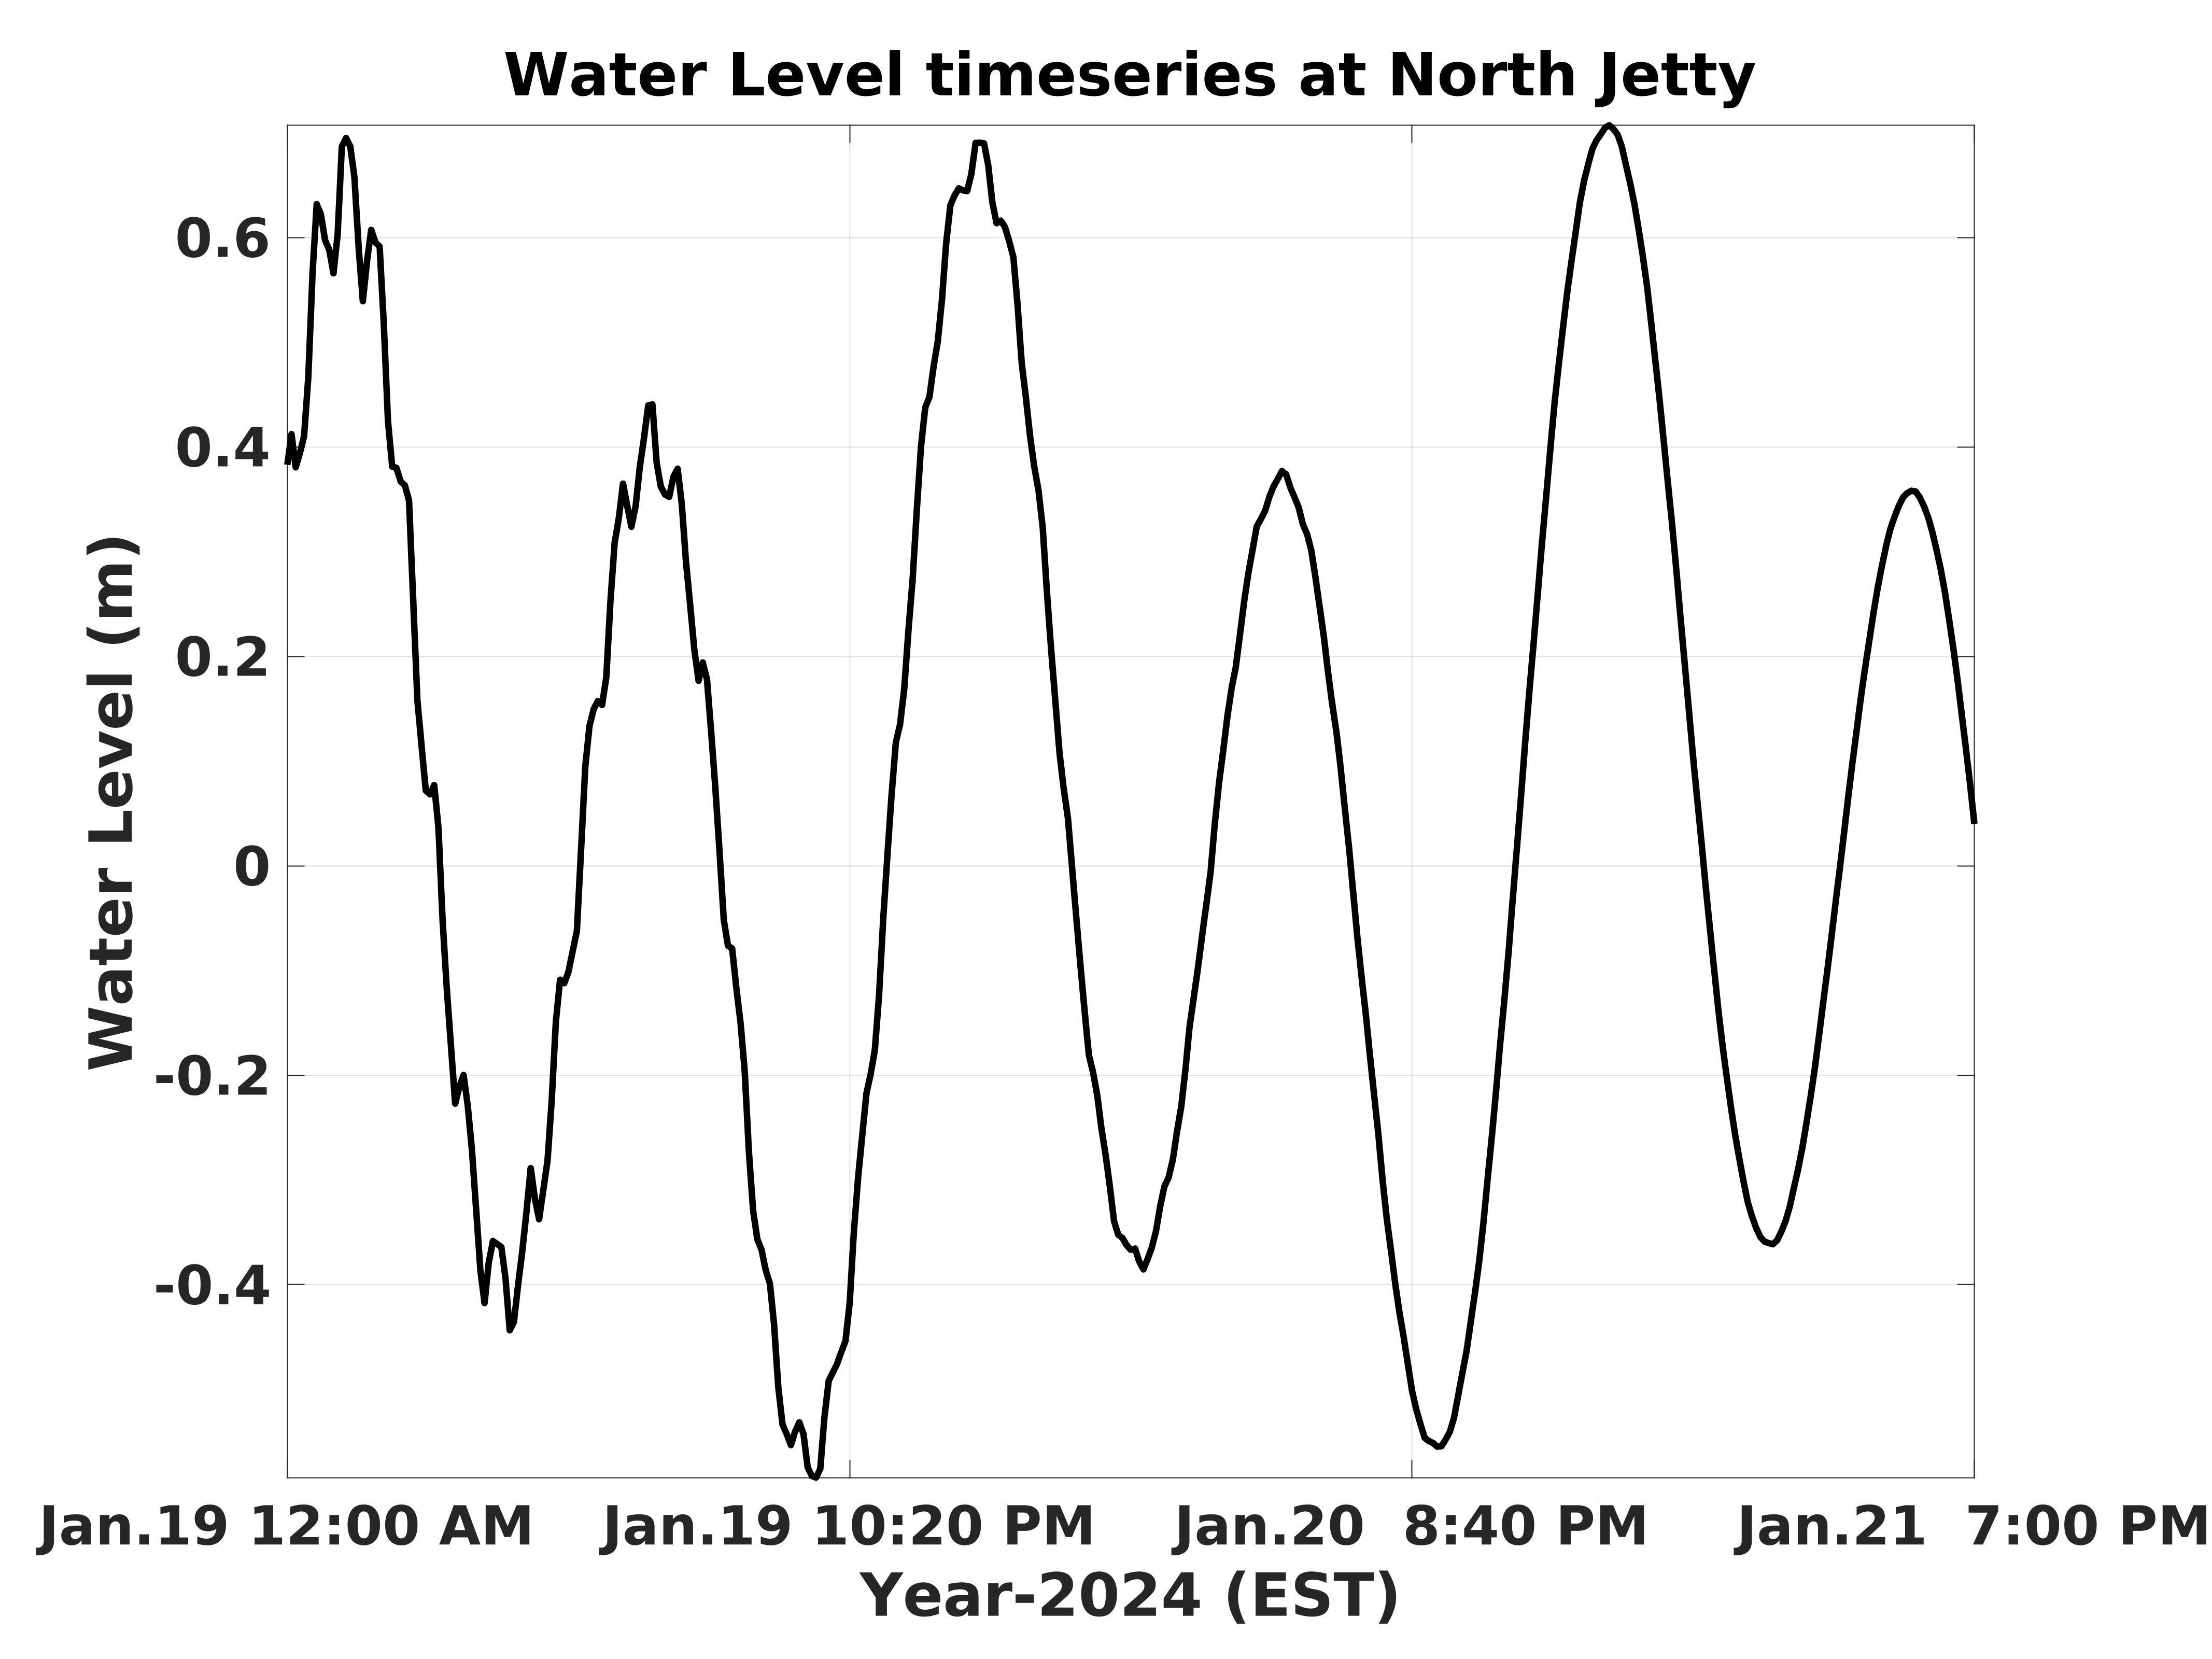 Water Level timeseries at North Jetty
Water Level (m)
0.6
0.4
0.2
0
-0.2
-0.4
Jan.19 12:00 AM Jan.19 10:20 PM Jan.20 8:40 PM Jan.21 7:00 PM
Year-2024 (EST)